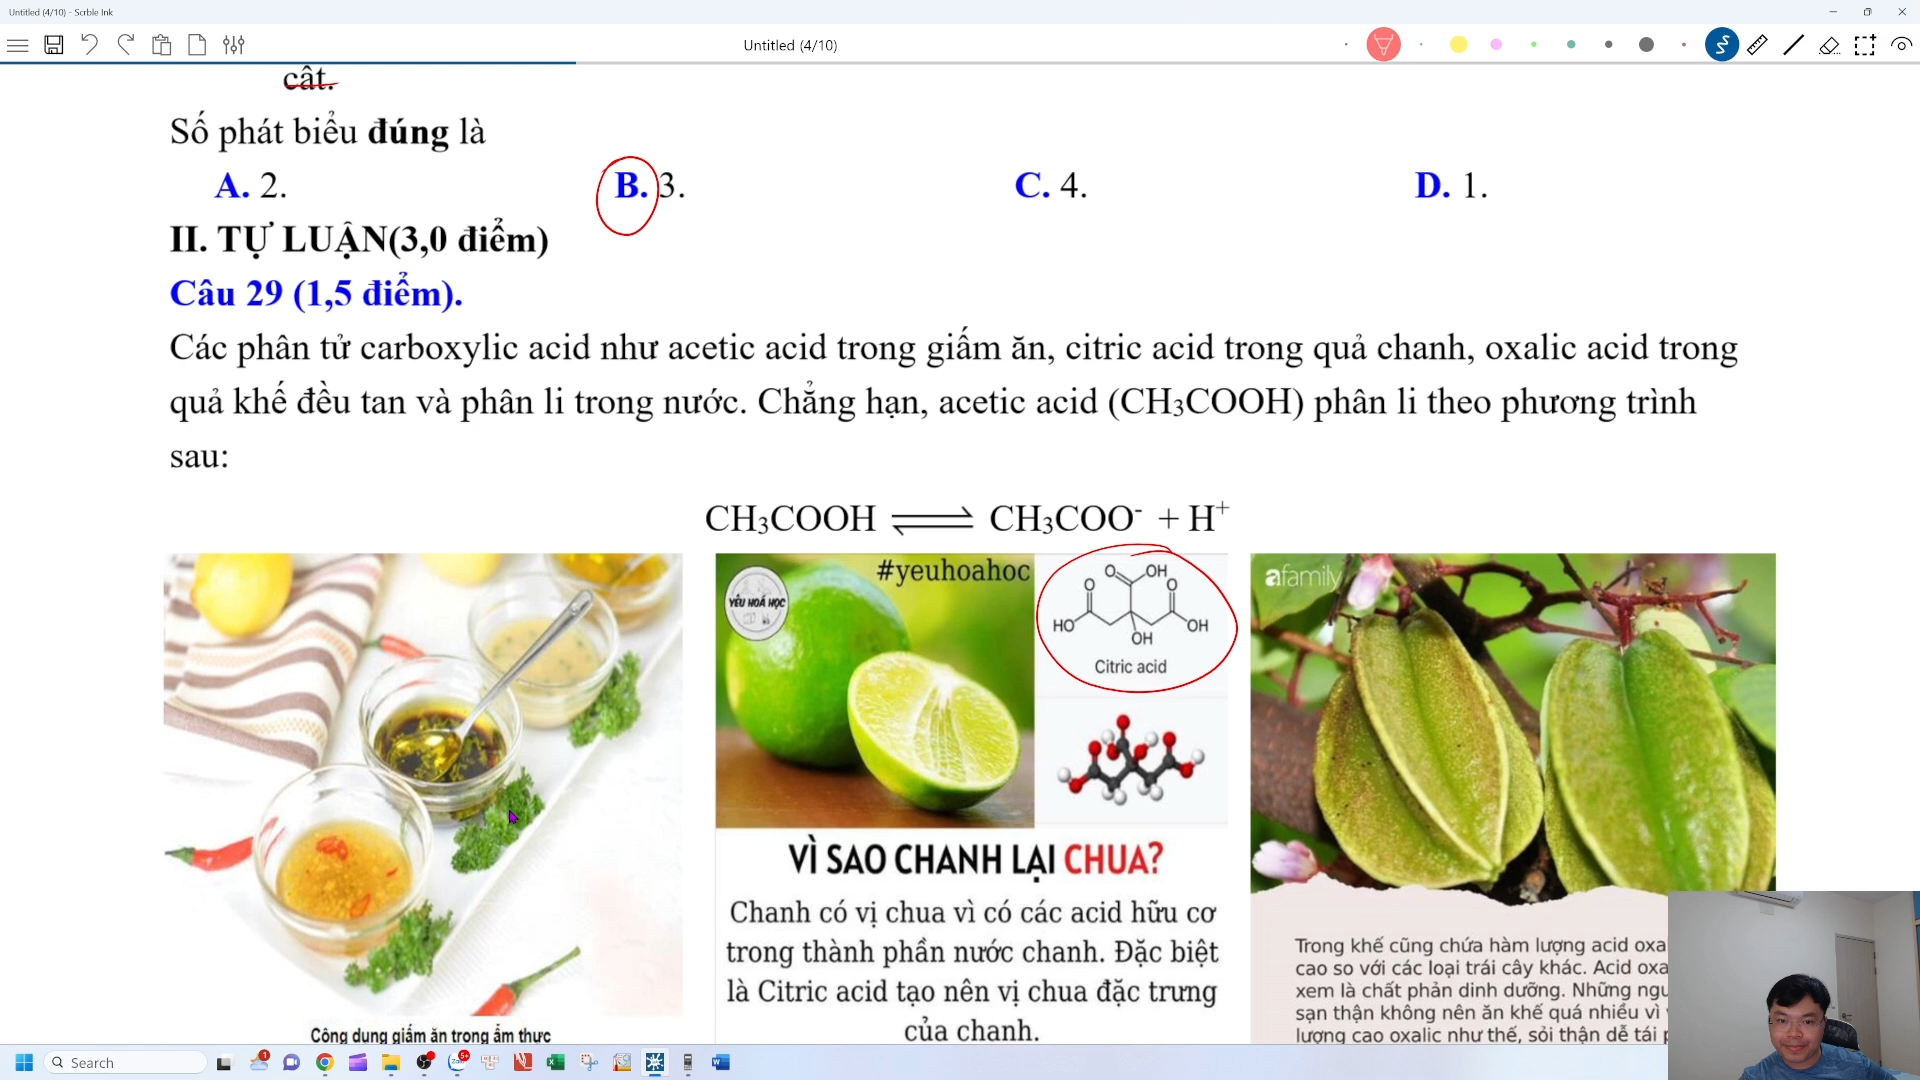 Untitled (4/10) - Scrble Ink
Untitled (4/10)
cất.
Số phát biểu đúng là
A. 2. B. 3. C. 4. D. 1.
II. TỰ LUẬN(3,0 điểm)
Câu 29 (1,5 điểm).
Các phân tử carboxylic acid như acetic acid trong giấm ăn, citric acid trong quả chanh, oxalic acid trong
quả khế đều tan và phân li trong nước. Chẳng hạn, acetic acid (CH₃COOH) phân li theo phương trình
sau:
CH₃COOH ⇌ CH₃COO⁻ + H⁺
Công dụng giấm ăn trong ẩm thực
#yeuhoahoc
YÊU HOÁ HỌC
O OH
O O
HO OH OH
Citric acid
VÌ SAO CHANH LẠI CHUA?
Chanh có vị chua vì có các acid hữu cơ
trong thành phần nước chanh. Đặc biệt
là Citric acid tạo nên vị chua đặc trưng
của chanh.
afamily
Trong khế cũng chứa hàm lượng acid oxa
cao so với các loại trái cây khác. Acid oxa
xem là chất phản dinh dưỡng. Những ngư
sạn thận không nên ăn khế quá nhiều vì
lượng cao oxalic như thế, sỏi thận dễ tái p
Search
1
5+